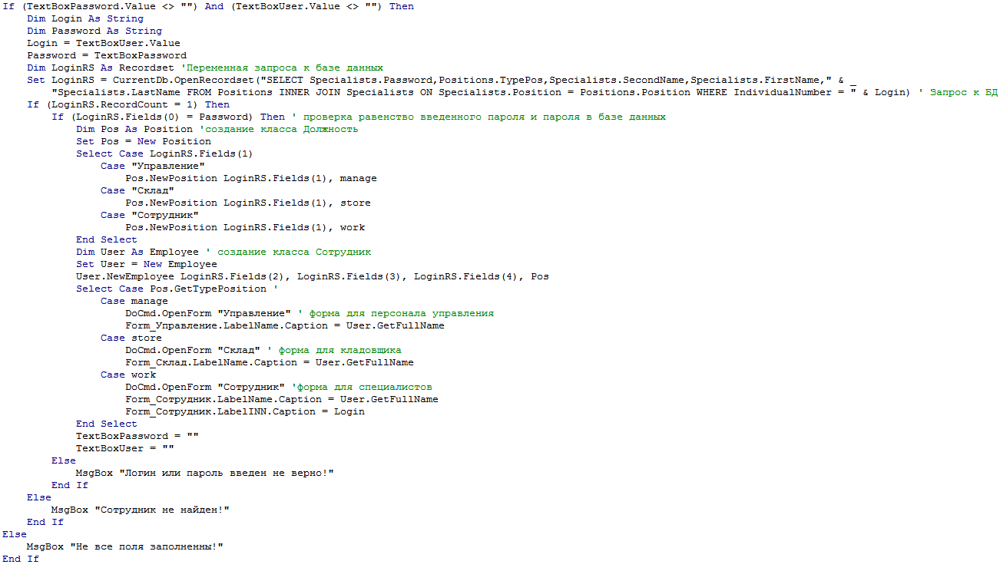 If (TextBoxPassword.Value <> "") And (TextBoxUser.Value <> "") Then
    Dim Login As String
    Dim Password As String
    Login = TextBoxUser.Value
    Password = TextBoxPassword
    Dim LoginRS As Recordset 'Переменная запроса к базе данных
    Set LoginRS = CurrentDb.OpenRecordset("SELECT Specialists.Password,Positions.TypePos,Specialists.SecondName,Specialists.FirstName," & _
        "Specialists.LastName FROM Positions INNER JOIN Specialists ON Specialists.Position = Positions.Position WHERE IndividualNumber = " & Login) ' Запрос к БД
    If (LoginRS.RecordCount = 1) Then
        If (LoginRS.Fields(0) = Password) Then ' проверка равенство введенного пароля и пароля в базе данных
            Dim Pos As Position 'создание класса Должность
            Set Pos = New Position
            Select Case LoginRS.Fields(1)
                Case "Управление"
                    Pos.NewPosition LoginRS.Fields(1), manage
                Case "Склад"
                    Pos.NewPosition LoginRS.Fields(1), store
                Case "Сотрудник"
                    Pos.NewPosition LoginRS.Fields(1), work
            End Select
            Dim User As Employee ' создание класса Сотрудник
            Set User = New Employee
            User.NewEmployee LoginRS.Fields(2), LoginRS.Fields(3), LoginRS.Fields(4), Pos
            Select Case Pos.GetTypePosition '
                Case manage
                    DoCmd.OpenForm "Управление" ' форма для персонала управления
                    Form_Управление.LabelName.Caption = User.GetFullName
                Case store
                    DoCmd.OpenForm "Склад" ' форма для кладовщика
                    Form_Склад.LabelName.Caption = User.GetFullName
                Case work
                    DoCmd.OpenForm "Сотрудник" 'форма для специалистов
                    Form_Сотрудник.LabelName.Caption = User.GetFullName
                    Form_Сотрудник.LabelINN.Caption = Login
            End Select
            TextBoxPassword = ""
            TextBoxUser = ""
        Else
            MsgBox "Логин или пароль введен не верно!"
        End If
    Else
        MsgBox "Сотрудник не найден!"
    End If
Else
    MsgBox "Не все поля заполненны!"
End If